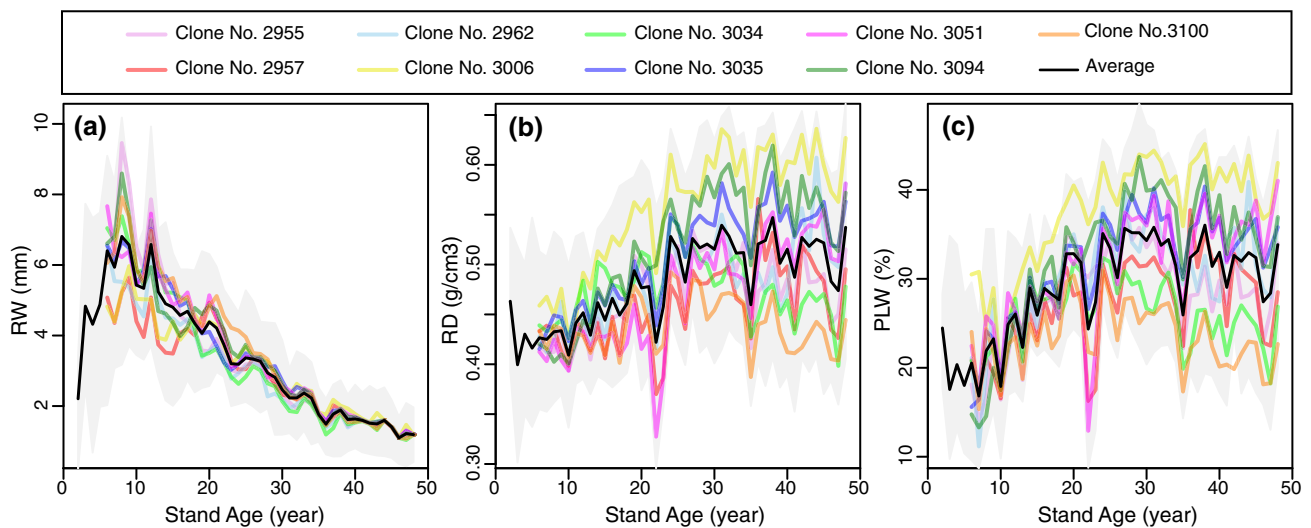 Clone No. 2955 Clone No. 2962 Clone No. 3034 Clone No. 3051 Clone No.3100
Clone No. 2957 Clone No. 3006 Clone No. 3035 Clone No. 3094 Average
(a)
RW (mm)
10
8
6
4
2
0 10 20 30 40 50
Stand Age (year)
(b)
RD (g/cm3)
0.60
0.50
0.40
0.30
0 10 20 30 40 50
Stand Age (year)
(c)
PLW (%)
40
30
20
10
0 10 20 30 40 50
Stand Age (year)